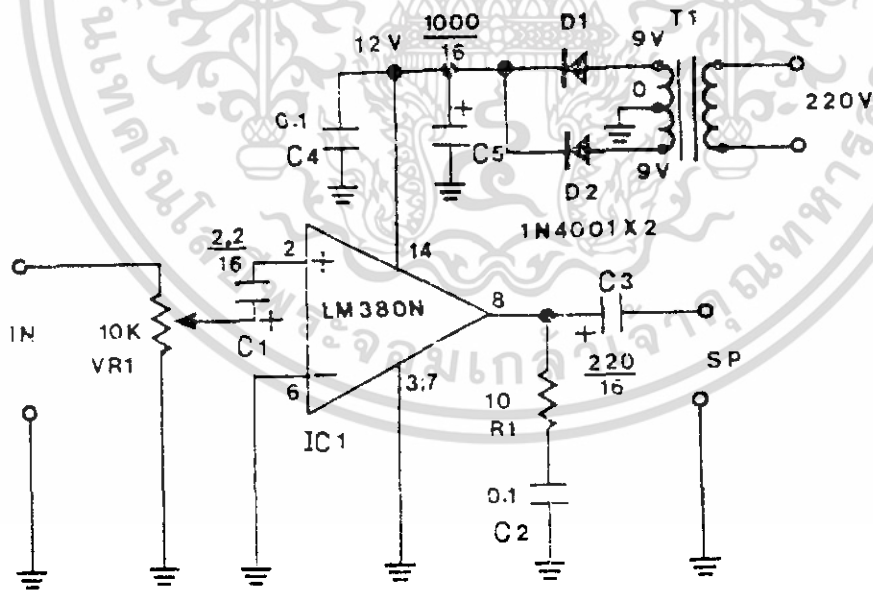 1000
16
D1
T1
12V
9V
0
220V
0.1
C4
+
C5
D2
9V
1N4001X2
2,2
16
2
+
14
LM380N
8
C3
IN
10K
VR1
+
C1
6
−
3,7
+
220
16
SP
IC1
10
R1
0.1
C2